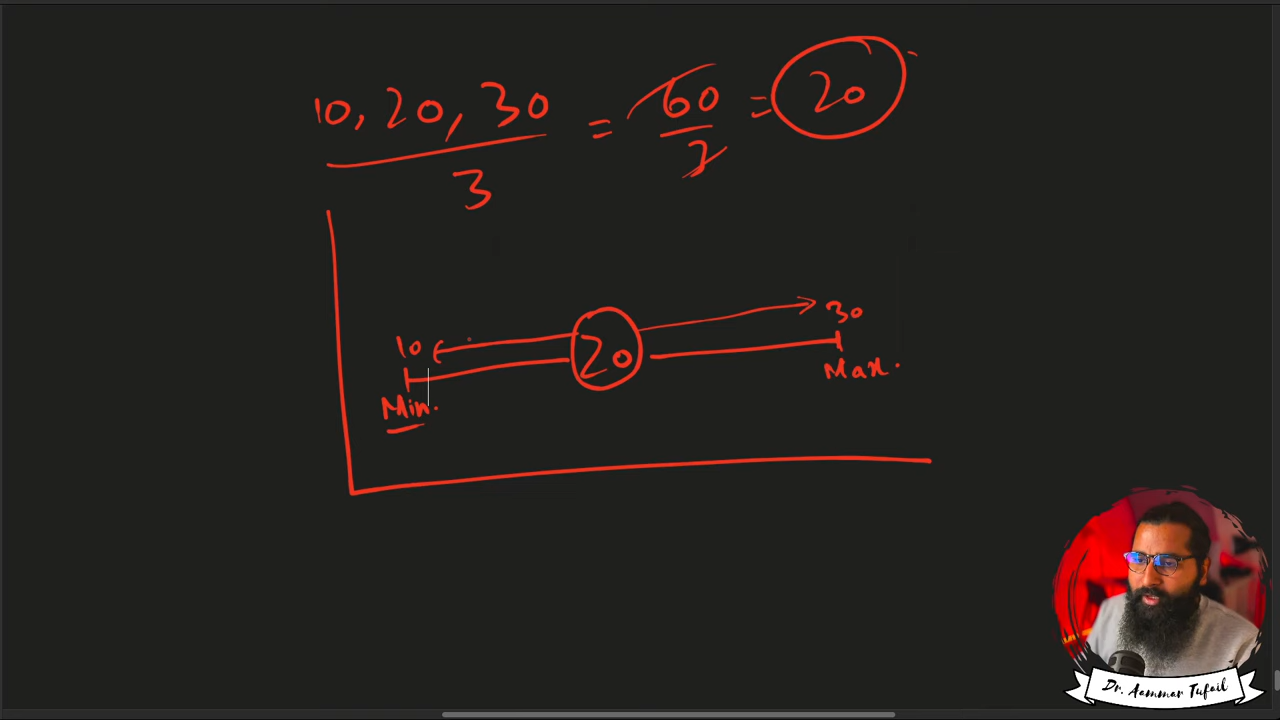 10, 20, 30 = 60 = 20
3 3
30
10
20
Max.
Min.
Dr. Aammar Tufail